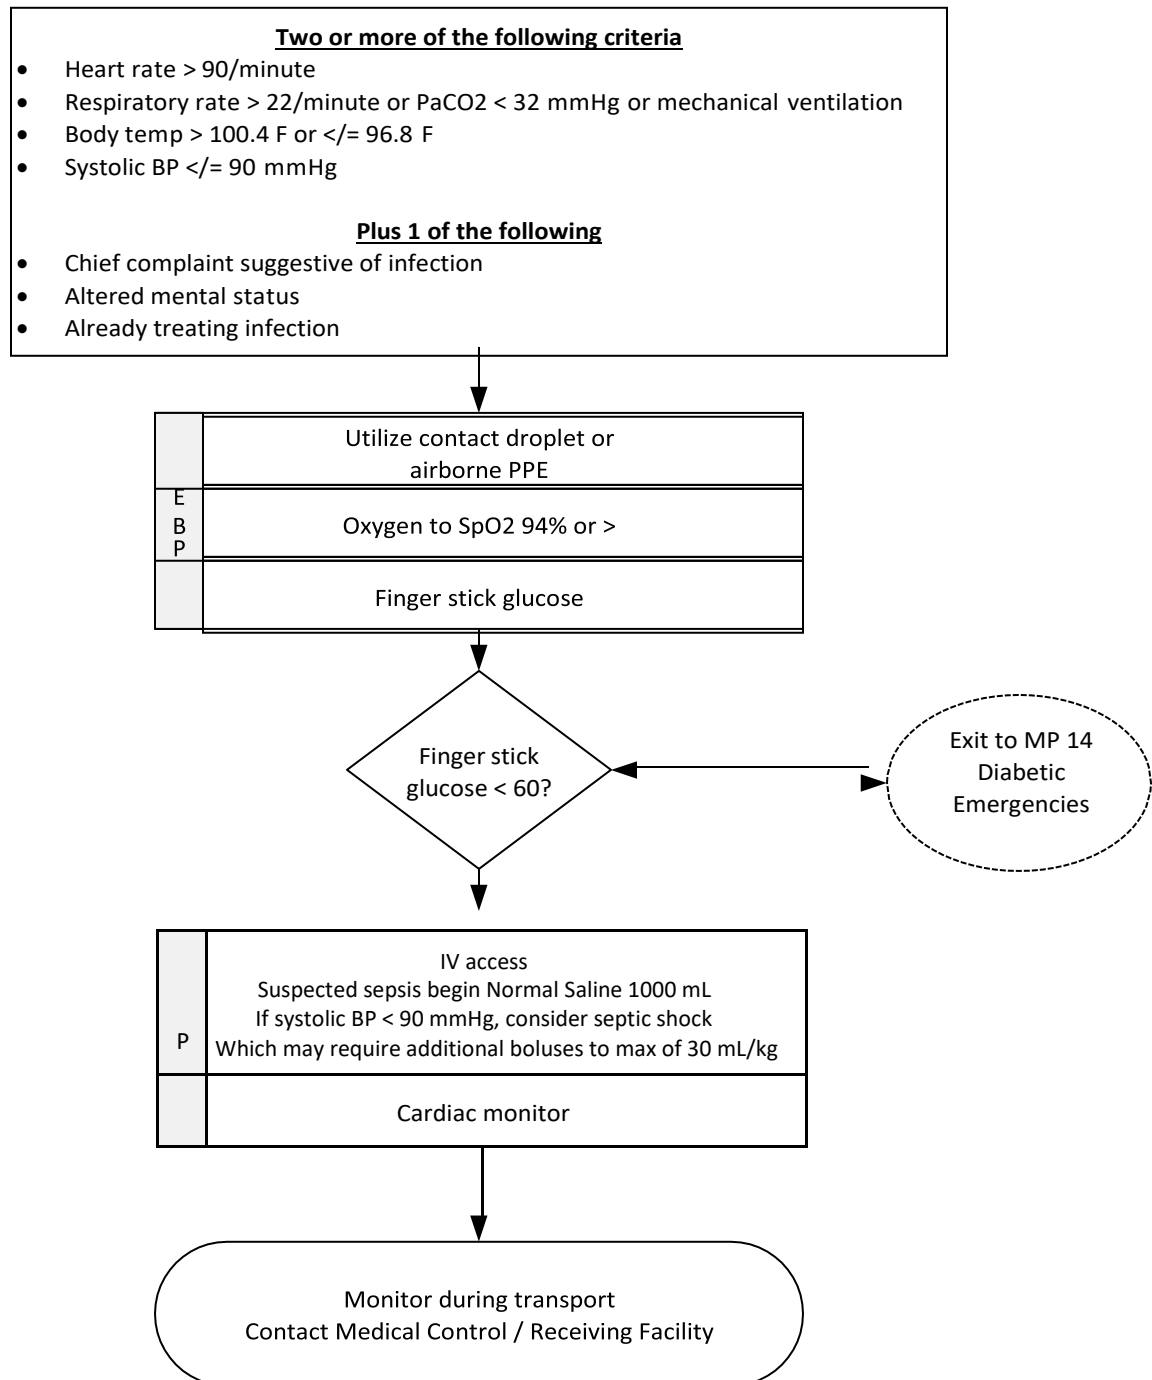 Two or more of the following criteria
• Heart rate > 90/minute
• Respiratory rate > 22/minute or PaCO2 < 32 mmHg or mechanical ventilation
• Body temp > 100.4 F or </= 96.8 F
• Systolic BP </= 90 mmHg
Plus 1 of the following
• Chief complaint suggestive of infection
• Altered mental status
• Already treating infection
Utilize contact droplet or
airborne PPE
E
B
P
Oxygen to SpO2 94% or >
Finger stick glucose
Finger stick
glucose < 60?
Exit to MP 14
Diabetic
Emergencies
IV access
Suspected sepsis begin Normal Saline 1000 mL
If systolic BP < 90 mmHg, consider septic shock
P
Which may require additional boluses to max of 30 mL/kg
Cardiac monitor
Monitor during transport
Contact Medical Control / Receiving Facility